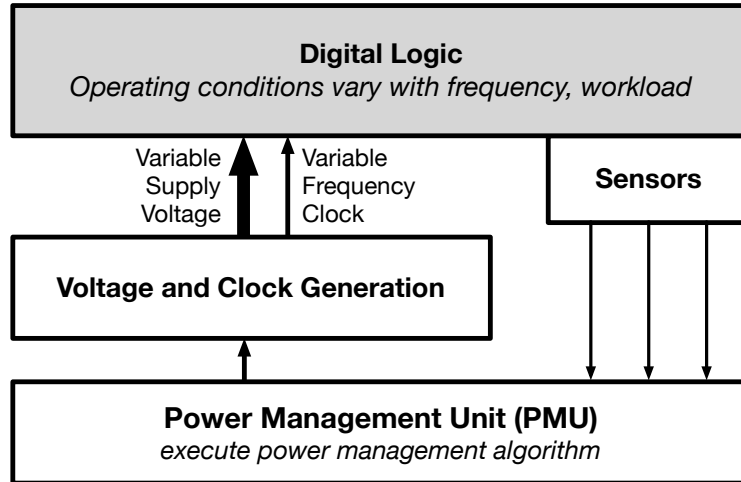 Digital Logic
Operating conditions vary with frequency, workload
Variable
Supply
Voltage
Variable
Frequency
Clock
Sensors
Voltage and Clock Generation
Power Management Unit (PMU)
execute power management algorithm